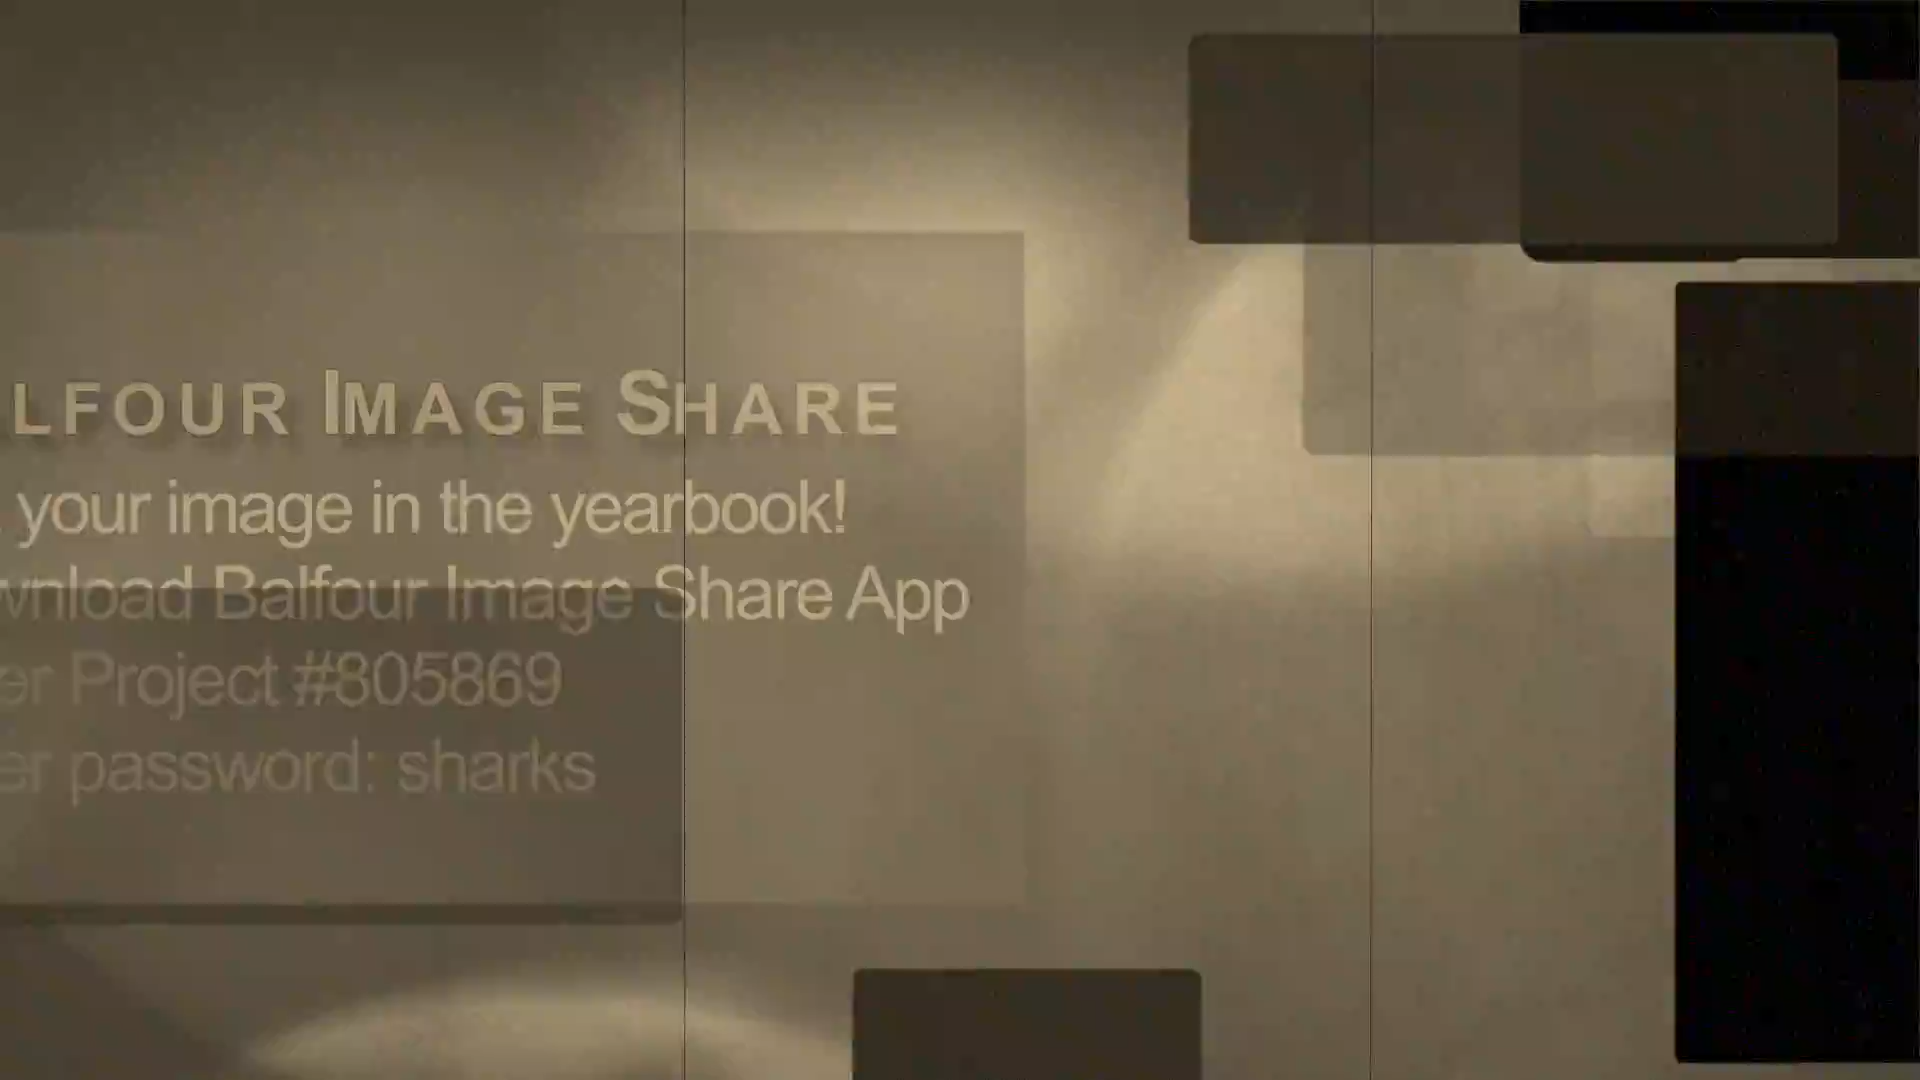 LFOUR IMAGE SHARE
your image in the yearbook!
wnload Balfour Image Share App
er Project #805869
er password: sharks